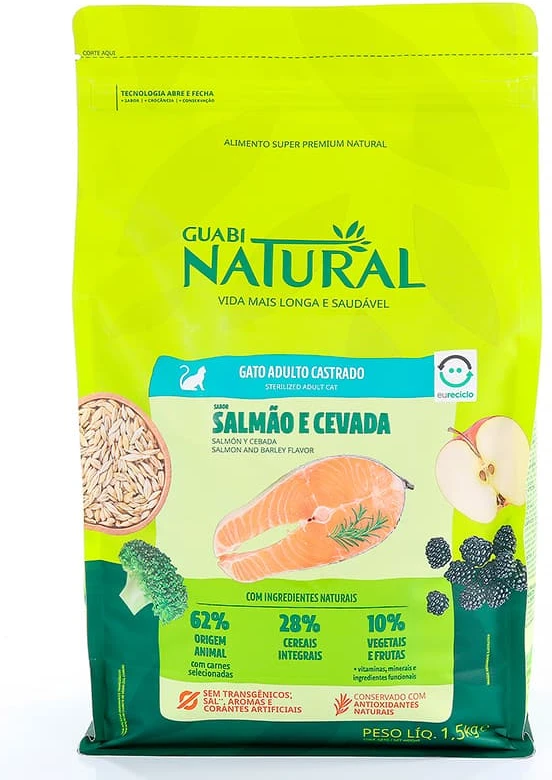 CORTE AQUI
TECNOLOGIA ABRE E FECHA
+ SABOR | + CROCÂNCIA | + CONSERVAÇÃO
ALIMENTO SUPER PREMIUM NATURAL
GUABI
NATURAL
VIDA MAIS LONGA E SAUDÁVEL
GATO ADULTO CASTRADO
STERILIZED ADULT CAT
eureciclo
SABOR
SALMÃO E CEVADA
SALMÓN Y CEBADA
SALMON AND BARLEY FLAVOR
COM INGREDIENTES NATURAIS
62%
ORIGEM
ANIMAL
com carnes
selecionadas
28%
CEREAIS
INTEGRAIS
10%
VEGETAIS
E FRUTAS
+ vitaminas, minerais e
ingredientes funcionais
SEM TRANSGÊNICOS*,
SAL**, AROMAS E
CORANTES ARTIFICIAIS
CONSERVADO COM
ANTIOXIDANTES
NATURAIS
PESO LÍQ. 1,5kg